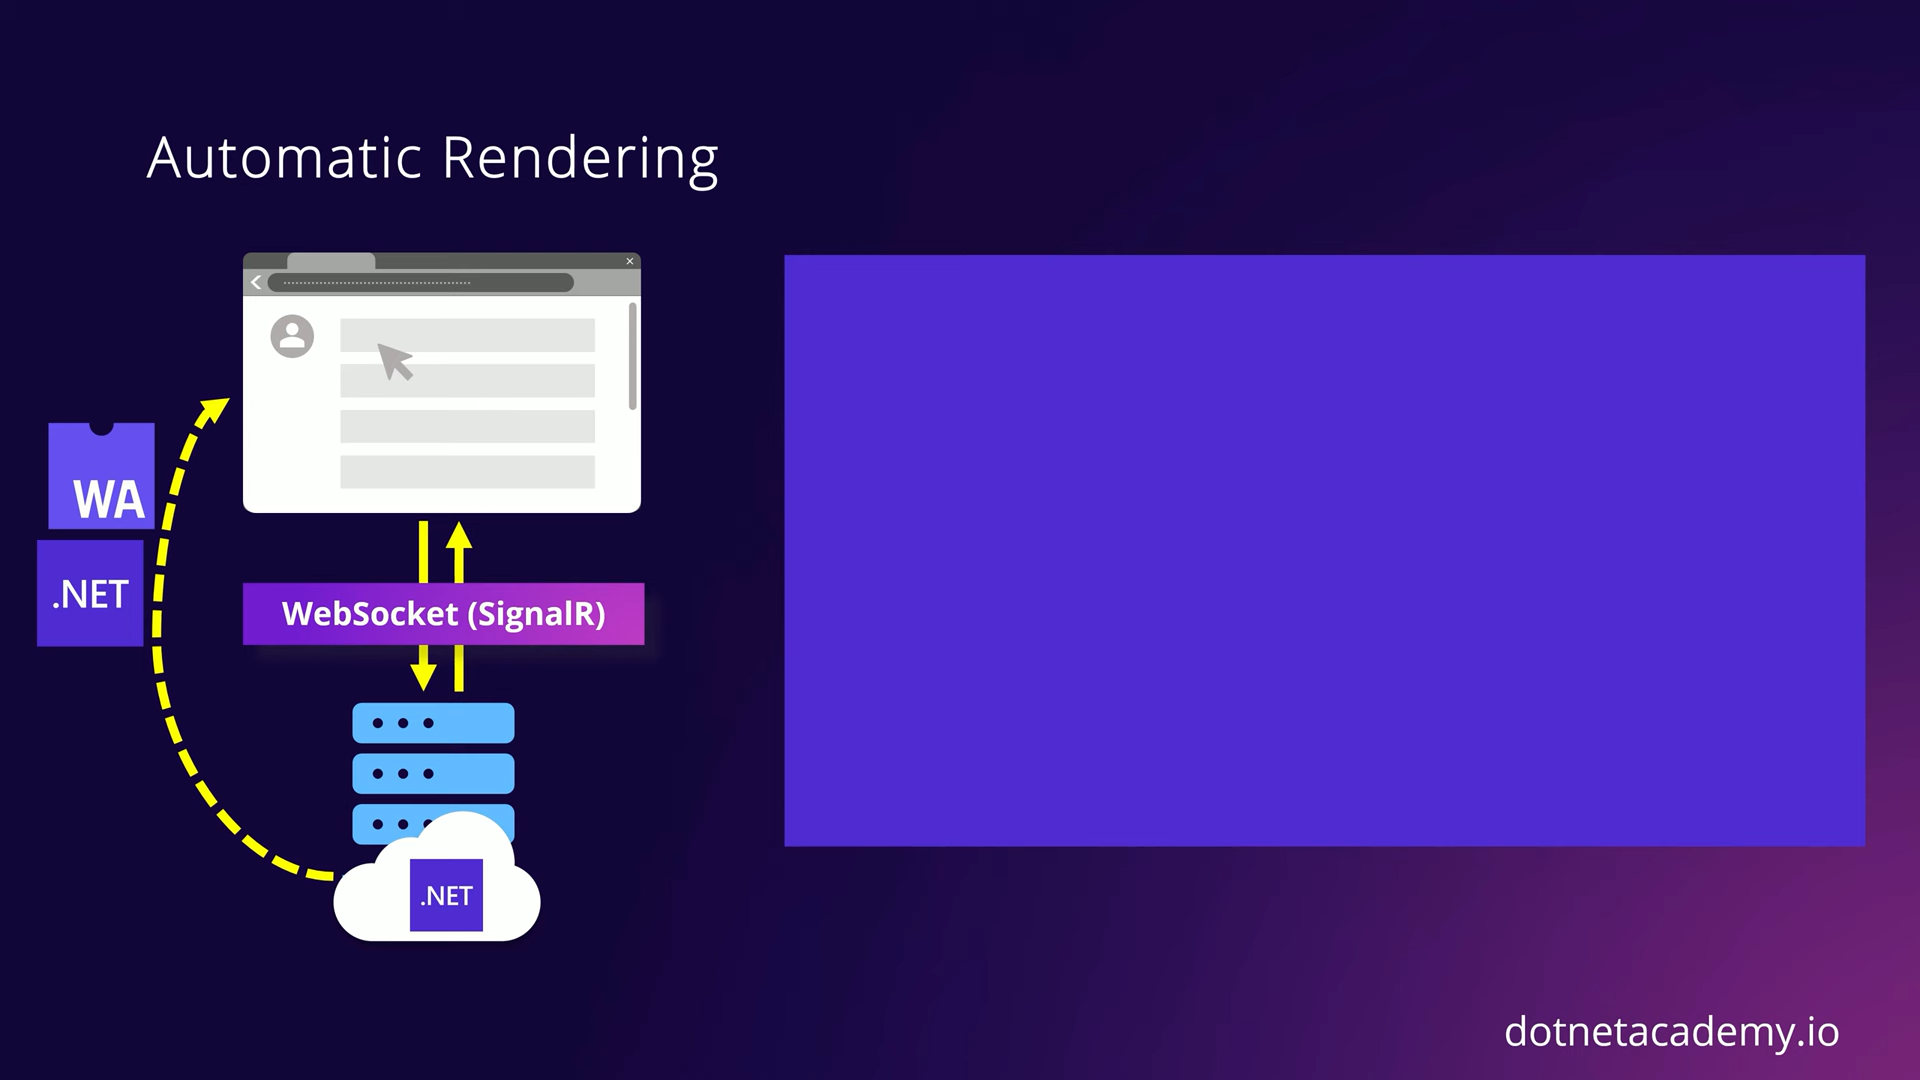 Automatic Rendering
WA
.NET
WebSocket (SignalR)
.NET
dotnetacademy.io